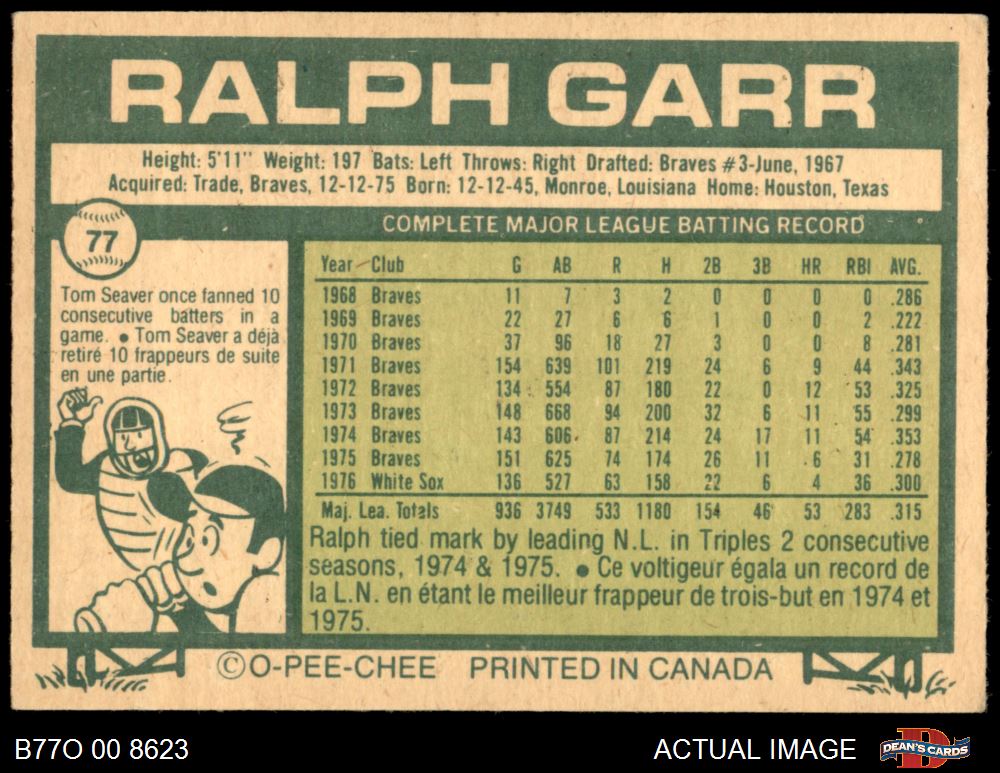 RALPH GARR
Height: 5'11" Weight: 197 Bats: Left Throws: Right Drafted: Braves #3-June, 1967
Acquired: Trade, Braves, 12-12-75 Born: 12-12-45, Monroe, Louisiana Home: Houston, Texas
77
COMPLETE MAJOR LEAGUE BATTING RECORD
Tom Seaver once fanned 10
consecutive batters in a
game. ● Tom Seaver a déjà
retiré 10 frappeurs de suite
en une partie.
Year Club G AB R H 2B 3B HR RBI AVG.
1968 Braves 11 7 3 2 0 0 0 0 .286
1969 Braves 22 27 6 6 1 0 0 2 .222
1970 Braves 37 96 18 27 3 0 0 8 .281
1971 Braves 154 639 101 219 24 6 9 44 .343
1972 Braves 134 554 87 180 22 0 12 53 .325
1973 Braves 148 668 94 200 32 6 11 55 .299
1974 Braves 143 606 87 214 24 17 11 54 .353
1975 Braves 151 625 74 174 26 11 6 31 .278
1976 White Sox 136 527 63 158 22 6 4 36 .300
Maj. Lea. Totals 936 3749 533 1180 154 46 53 283 .315
Ralph tied mark by leading N.L. in Triples 2 consecutive
seasons, 1974 & 1975. ● Ce voltigeur égala un record de
la L.N. en étant le meilleur frappeur de trois-but en 1974 et
1975.
©O-PEE-CHEE PRINTED IN CANADA
B77O 00 8623
ACTUAL IMAGE
DEAN'S CARDS